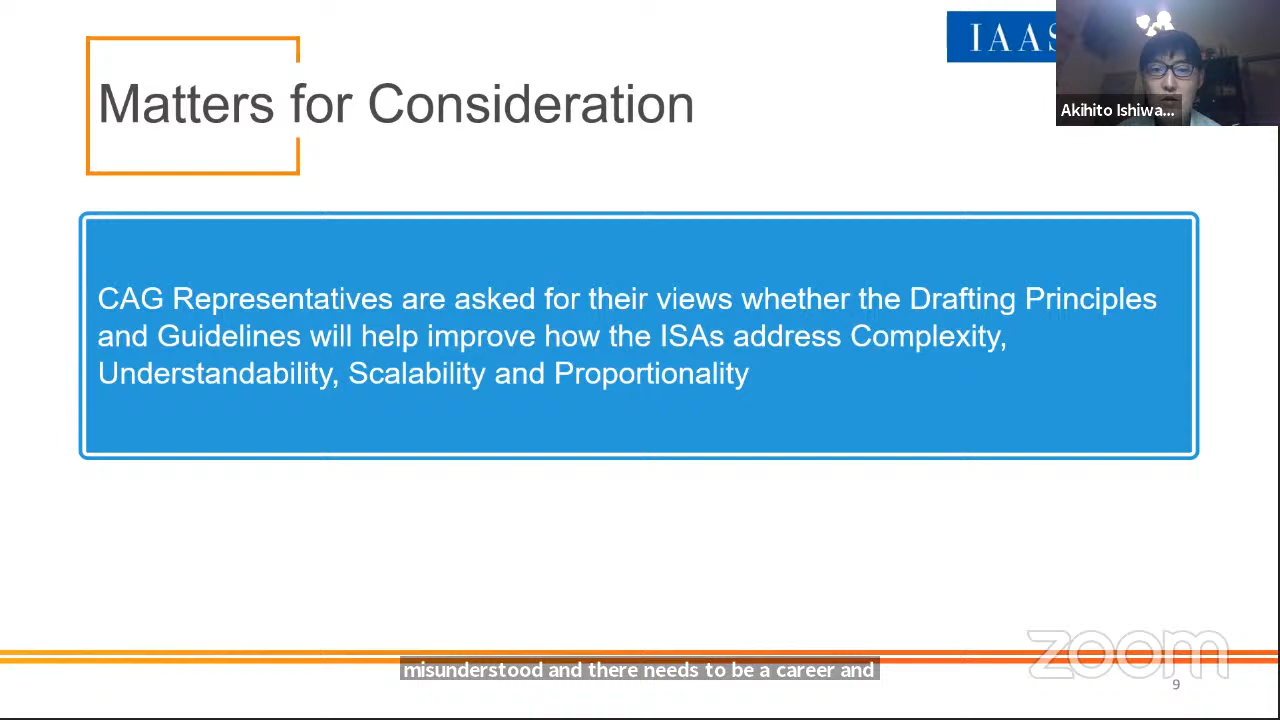 IAAS
Akihito Ishiwa...
Matters for Consideration
CAG Representatives are asked for their views whether the Drafting Principles
and Guidelines will help improve how the ISAs address Complexity,
Understandability, Scalability and Proportionality
zoom
misunderstood and there needs to be a career and
9